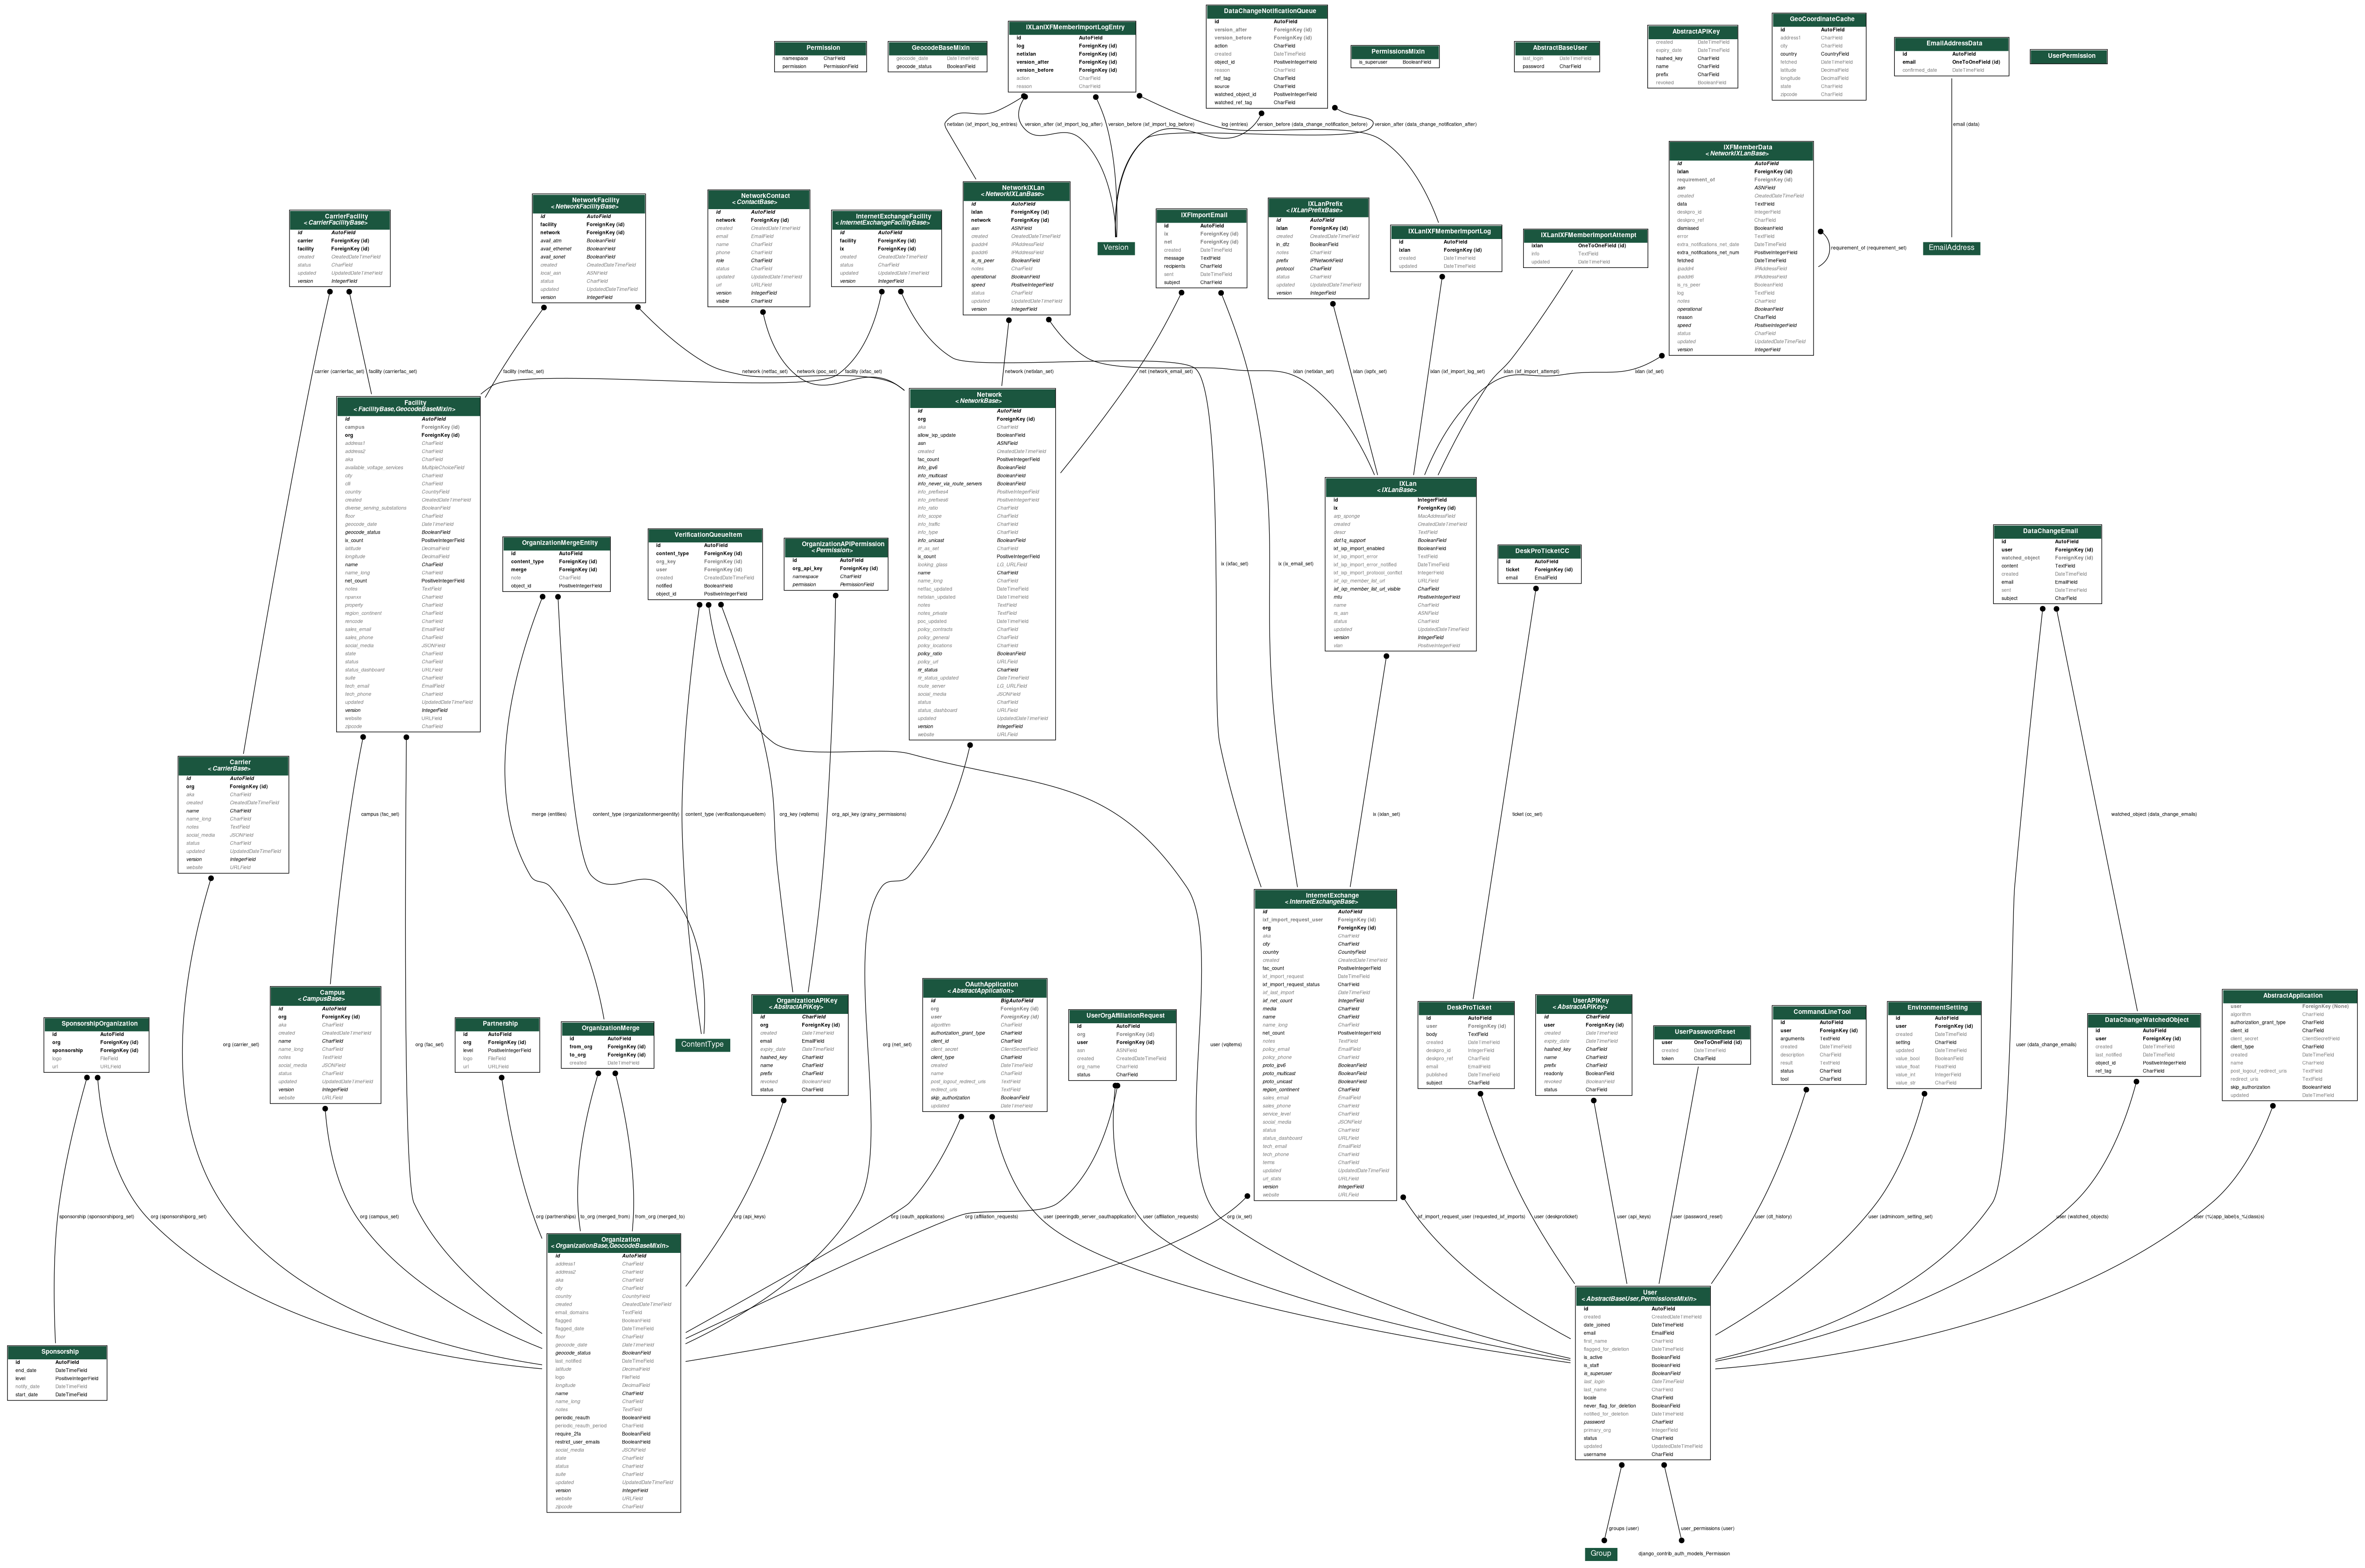 Permission
namespace CharField
permission PermissionField
GeocodeBaseMixin
geocode_date DateTimeField
geocode_status BooleanField
IXLanIXFMemberImportLogEntry
id AutoField
log ForeignKey (id)
netixlan ForeignKey (id)
version_after ForeignKey (id)
version_before ForeignKey (id)
action CharField
reason CharField
DataChangeNotificationQueue
id AutoField
version_after ForeignKey (id)
version_before ForeignKey (id)
action CharField
created DateTimeField
object_id PositiveIntegerField
reason CharField
ref_tag CharField
source CharField
watched_object_id PositiveIntegerField
watched_ref_tag CharField
PermissionsMixin
is_superuser BooleanField
AbstractBaseUser
last_login DateTimeField
password CharField
AbstractAPIKey
created DateTimeField
expiry_date DateTimeField
hashed_key CharField
name CharField
prefix CharField
revoked BooleanField
GeoCoordinateCache
id AutoField
address1 CharField
city CharField
country CountryField
fetched DateTimeField
latitude DecimalField
longitude DecimalField
state CharField
zipcode CharField
EmailAddressData
id AutoField
email OneToOneField (id)
confirmed_date DateTimeField
UserPermission
netixlan (ixf_import_log_entries)
version_after (ixf_import_log_after)
version_before (ixf_import_log_before)
log (entries)
version_before (data_change_notification_before)
version_after (data_change_notification_after)
email (data)
CarrierFacility
<CarrierFacilityBase>
id AutoField
carrier ForeignKey (id)
facility ForeignKey (id)
created CreatedDateTimeField
status CharField
updated UpdatedDateTimeField
version IntegerField
NetworkFacility
<NetworkFacilityBase>
id AutoField
facility ForeignKey (id)
network ForeignKey (id)
avail_atm BooleanField
avail_ethernet BooleanField
avail_sonet BooleanField
created CreatedDateTimeField
local_asn ASNField
status CharField
updated UpdatedDateTimeField
version IntegerField
NetworkContact
<ContactBase>
id AutoField
network ForeignKey (id)
created CreatedDateTimeField
email EmailField
name CharField
phone CharField
role CharField
status CharField
updated UpdatedDateTimeField
url URLField
version IntegerField
visible CharField
InternetExchangeFacility
<InternetExchangeFacilityBase>
id AutoField
facility ForeignKey (id)
ix ForeignKey (id)
created CreatedDateTimeField
status CharField
updated UpdatedDateTimeField
version IntegerField
NetworkIXLan
<NetworkIXLanBase>
id AutoField
ixlan ForeignKey (id)
network ForeignKey (id)
asn ASNField
created CreatedDateTimeField
ipaddr4 IPAddressField
ipaddr6 IPAddressField
is_rs_peer BooleanField
notes CharField
operational BooleanField
speed PositiveIntegerField
status CharField
updated UpdatedDateTimeField
version IntegerField
Version
IXFImportEmail
id AutoField
ix ForeignKey (id)
net ForeignKey (id)
created DateTimeField
message TextField
recipients CharField
sent DateTimeField
subject CharField
IXLanPrefix
<IXLanPrefixBase>
id AutoField
ixlan ForeignKey (id)
created CreatedDateTimeField
in_dfz BooleanField
notes CharField
prefix IPNetworkField
protocol CharField
status CharField
updated UpdatedDateTimeField
version IntegerField
IXLanIXFMemberImportLog
id AutoField
ixlan ForeignKey (id)
created DateTimeField
updated DateTimeField
IXLanIXFMemberImportAttempt
ixlan OneToOneField (id)
info TextField
updated DateTimeField
IXFMemberData
<NetworkIXLanBase>
id AutoField
ixlan ForeignKey (id)
requirement_of ForeignKey (id)
asn ASNField
created CreatedDateTimeField
data TextField
deskpro_id IntegerField
deskpro_ref CharField
dismissed BooleanField
error TextField
extra_notifications_net_date DateTimeField
extra_notifications_net_num PositiveIntegerField
fetched DateTimeField
ipaddr4 IPAddressField
ipaddr6 IPAddressField
is_rs_peer BooleanField
log TextField
notes CharField
operational BooleanField
reason CharField
speed PositiveIntegerField
status CharField
updated UpdatedDateTimeField
version IntegerField
requirement_of (requirement_set)
EmailAddress
carrier (carrierfac_set)
facility (carrierfac_set)
facility (netfac_set)
network (netfac_set)
network (poc_set)
facility (ixfac_set)
network (netixlan_set)
net (network_email_set)
ixlan (netixlan_set)
ixlan (ixpfx_set)
ixlan (ixf_import_log_set)
ixlan (ixf_import_attempt)
ixlan (ixf_set)
Facility
<FacilityBase,GeocodeBaseMixin>
id AutoField
campus ForeignKey (id)
org ForeignKey (id)
address1 CharField
address2 CharField
aka CharField
available_voltage_services MultipleChoiceField
city CharField
clli CharField
country CountryField
created CreatedDateTimeField
diverse_serving_substations BooleanField
floor CharField
geocode_date DateTimeField
geocode_status BooleanField
ix_count PositiveIntegerField
latitude DecimalField
longitude DecimalField
name CharField
name_long CharField
net_count PositiveIntegerField
notes TextField
npanxx CharField
property CharField
region_continent CharField
rencode CharField
sales_email EmailField
sales_phone CharField
social_media JSONField
state CharField
status CharField
status_dashboard URLField
suite CharField
tech_email EmailField
tech_phone CharField
updated UpdatedDateTimeField
version IntegerField
website URLField
zipcode CharField
Network
<NetworkBase>
id AutoField
org ForeignKey (id)
aka CharField
allow_ixp_update BooleanField
asn ASNField
created CreatedDateTimeField
fac_count PositiveIntegerField
info_ipv6 BooleanField
info_multicast BooleanField
info_never_via_route_servers BooleanField
info_prefixes4 PositiveIntegerField
info_prefixes6 PositiveIntegerField
info_ratio CharField
info_scope CharField
info_traffic CharField
info_type CharField
info_unicast BooleanField
irr_as_set CharField
ix_count PositiveIntegerField
looking_glass LG_URLField
name CharField
name_long CharField
netfac_updated DateTimeField
netixlan_updated DateTimeField
notes TextField
notes_private TextField
poc_updated DateTimeField
policy_contracts CharField
policy_general CharField
policy_locations CharField
policy_ratio BooleanField
policy_url URLField
rir_status CharField
rir_status_updated DateTimeField
route_server LG_URLField
social_media JSONField
status CharField
status_dashboard URLField
updated UpdatedDateTimeField
version IntegerField
website URLField
IXLan
<IXLanBase>
id IntegerField
ix ForeignKey (id)
arp_sponge MacAddressField
created CreatedDateTimeField
descr TextField
dot1q_support BooleanField
ixf_ixp_import_enabled BooleanField
ixf_ixp_import_error TextField
ixf_ixp_import_error_notified DateTimeField
ixf_ixp_import_protocol_conflict IntegerField
ixf_ixp_member_list_url URLField
ixf_ixp_member_list_url_visible CharField
mtu PositiveIntegerField
name CharField
rs_asn ASNField
status CharField
updated UpdatedDateTimeField
version IntegerField
vlan PositiveIntegerField
OrganizationMergeEntity
id AutoField
content_type ForeignKey (id)
merge ForeignKey (id)
note CharField
object_id PositiveIntegerField
VerificationQueueItem
id AutoField
content_type ForeignKey (id)
org_key ForeignKey (id)
user ForeignKey (id)
created CreatedDateTimeField
notified BooleanField
object_id PositiveIntegerField
OrganizationAPIPermission
<Permission>
id AutoField
org_api_key ForeignKey (id)
namespace CharField
permission PermissionField
DeskProTicketCC
id AutoField
ticket ForeignKey (id)
email EmailField
DataChangeEmail
id AutoField
user ForeignKey (id)
watched_object ForeignKey (id)
content TextField
created DateTimeField
email EmailField
sent DateTimeField
subject CharField
ix (ixfac_set)
ix (ix_email_set)
Carrier
<CarrierBase>
id AutoField
org ForeignKey (id)
aka CharField
created CreatedDateTimeField
name CharField
name_long CharField
notes TextField
social_media JSONField
status CharField
updated UpdatedDateTimeField
version IntegerField
website URLField
campus (fac_set)
merge (entities)
content_type (organizationmergeentity)
content_type (verificationqueueitem)
org_key (vqitems)
org_api_key (grainy_permissions)
ix (ixlan_set)
ticket (cc_set)
watched_object (data_change_emails)
InternetExchange
<InternetExchangeBase>
id AutoField
ixf_import_request_user ForeignKey (id)
org ForeignKey (id)
aka CharField
city CharField
country CountryField
created CreatedDateTimeField
fac_count PositiveIntegerField
ixf_import_request DateTimeField
ixf_import_request_status CharField
ixf_last_import DateTimeField
ixf_net_count IntegerField
media CharField
name CharField
name_long CharField
net_count PositiveIntegerField
notes TextField
policy_email EmailField
policy_phone CharField
proto_ipv6 BooleanField
proto_multicast BooleanField
proto_unicast BooleanField
region_continent CharField
sales_email EmailField
sales_phone CharField
service_level CharField
social_media JSONField
status CharField
status_dashboard URLField
tech_email EmailField
tech_phone CharField
terms CharField
updated UpdatedDateTimeField
url_stats URLField
version IntegerField
website URLField
SponsorshipOrganization
id AutoField
org ForeignKey (id)
sponsorship ForeignKey (id)
logo FileField
url URLField
Campus
<CampusBase>
id AutoField
org ForeignKey (id)
aka CharField
created CreatedDateTimeField
name CharField
name_long CharField
notes TextField
social_media JSONField
status CharField
updated UpdatedDateTimeField
version IntegerField
website URLField
Partnership
id AutoField
org ForeignKey (id)
level PositiveIntegerField
logo FileField
url URLField
OrganizationMerge
id AutoField
from_org ForeignKey (id)
to_org ForeignKey (id)
created DateTimeField
ContentType
OrganizationAPIKey
<AbstractAPIKey>
id CharField
org ForeignKey (id)
created DateTimeField
email EmailField
expiry_date DateTimeField
hashed_key CharField
name CharField
prefix CharField
revoked BooleanField
status CharField
OAuthApplication
<AbstractApplication>
id BigAutoField
org ForeignKey (id)
user ForeignKey (id)
algorithm CharField
authorization_grant_type CharField
client_id CharField
client_secret ClientSecretField
client_type CharField
created DateTimeField
name CharField
post_logout_redirect_uris TextField
redirect_uris TextField
skip_authorization BooleanField
updated DateTimeField
UserOrgAffiliationRequest
id AutoField
org ForeignKey (id)
user ForeignKey (id)
asn ASNField
created CreatedDateTimeField
org_name CharField
status CharField
DeskProTicket
id AutoField
user ForeignKey (id)
body TextField
created DateTimeField
deskpro_id IntegerField
deskpro_ref CharField
email EmailField
published DateTimeField
subject CharField
UserAPIKey
<AbstractAPIKey>
id CharField
user ForeignKey (id)
created DateTimeField
expiry_date DateTimeField
hashed_key CharField
name CharField
prefix CharField
readonly BooleanField
revoked BooleanField
status CharField
UserPasswordReset
user OneToOneField (id)
created DateTimeField
token CharField
CommandLineTool
id AutoField
user ForeignKey (id)
arguments TextField
created DateTimeField
description CharField
result TextField
status CharField
tool CharField
EnvironmentSetting
id AutoField
user ForeignKey (id)
created DateTimeField
setting CharField
updated DateTimeField
value_bool BooleanField
value_float FloatField
value_int IntegerField
value_str CharField
DataChangeWatchedObject
id AutoField
user ForeignKey (id)
created DateTimeField
last_notified DateTimeField
object_id PositiveIntegerField
ref_tag CharField
AbstractApplication
user ForeignKey (None)
algorithm CharField
authorization_grant_type CharField
client_id CharField
client_secret ClientSecretField
client_type CharField
created DateTimeField
name CharField
post_logout_redirect_uris TextField
redirect_uris TextField
skip_authorization BooleanField
updated DateTimeField
org (carrier_set)
org (fac_set)
org (net_set)
user (vqitems)
user (data_change_emails)
sponsorship (sponsorshiporg_set)
org (sponsorshiporg_set)
org (campus_set)
org (partnerships)
to_org (merged_from)
from_org (merged_to)
org (api_keys)
org (oauth_applications)
org (affiliation_requests)
user (peeringdb_server_oauthapplication)
user (affiliation_requests)
org (ix_set)
ixf_import_request_user (requested_ixf_imports)
user (deskproticket)
user (api_keys)
user (password_reset)
user (clt_history)
user (admincom_setting_set)
user (watched_objects)
user (%(app_label)s_%(class)s)
Sponsorship
id AutoField
end_date DateTimeField
level PositiveIntegerField
notify_date DateTimeField
start_date DateTimeField
Organization
<OrganizationBase,GeocodeBaseMixin>
id AutoField
address1 CharField
address2 CharField
aka CharField
city CharField
country CountryField
created CreatedDateTimeField
email_domains TextField
flagged BooleanField
flagged_date DateTimeField
floor CharField
geocode_date DateTimeField
geocode_status BooleanField
last_notified DateTimeField
latitude DecimalField
logo FileField
longitude DecimalField
name CharField
name_long CharField
notes TextField
periodic_reauth BooleanField
periodic_reauth_period CharField
require_2fa BooleanField
restrict_user_emails BooleanField
social_media JSONField
state CharField
status CharField
suite CharField
updated UpdatedDateTimeField
version IntegerField
website URLField
zipcode CharField
User
<AbstractBaseUser,PermissionsMixin>
id AutoField
created CreatedDateTimeField
date_joined DateTimeField
email EmailField
first_name CharField
flagged_for_deletion DateTimeField
is_active BooleanField
is_staff BooleanField
is_superuser BooleanField
last_login DateTimeField
last_name CharField
locale CharField
never_flag_for_deletion BooleanField
notified_for_deletion DateTimeField
password CharField
primary_org IntegerField
status CharField
updated UpdatedDateTimeField
username CharField
groups (user)
user_permissions (user)
Group
django_contrib_auth_models_Permission